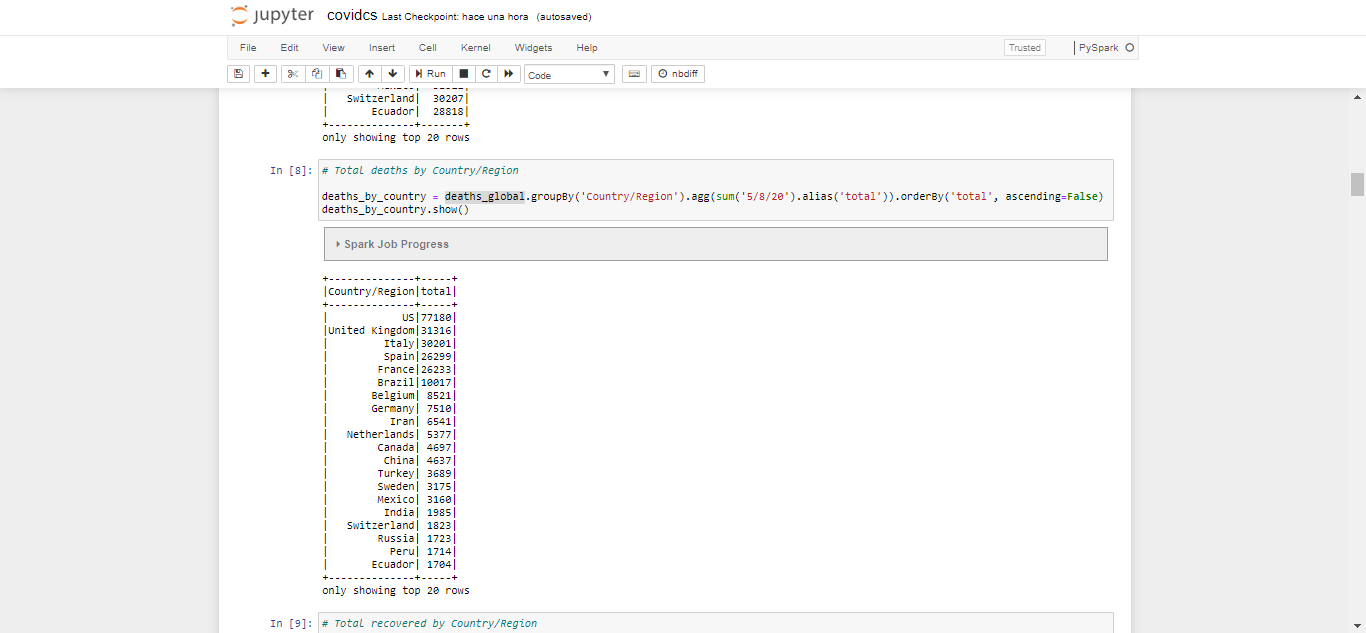 jupyter covidcs Last Checkpoint: hace una hora (autosaved)
File Edit View Insert Cell Kernel Widgets Help Trusted PySpark
Run Code nbdiff
| Switzerland| 30207|
| Ecuador| 28818|
+--------------+-------+
only showing top 20 rows
In [8]: # Total deaths by Country/Region
deaths_by_country = deaths_global.groupBy('Country/Region').agg(sum('5/8/20').alias('total')).orderBy('total', ascending=False)
deaths_by_country.show()
Spark Job Progress
+--------------+-----+
|Country/Region|total|
+--------------+-----+
| US|77180|
|United Kingdom|31316|
| Italy|30201|
| Spain|26299|
| France|26233|
| Brazil|10017|
| Belgium| 8521|
| Germany| 7510|
| Iran| 6541|
| Netherlands| 5377|
| Canada| 4697|
| China| 4637|
| Turkey| 3689|
| Sweden| 3175|
| Mexico| 3160|
| India| 1985|
| Switzerland| 1823|
| Russia| 1723|
| Peru| 1714|
| Ecuador| 1704|
+--------------+-----+
only showing top 20 rows
In [9]: # Total recovered by Country/Region